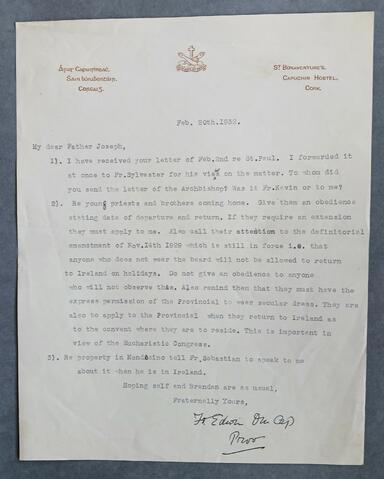 St Bonaventure's
Capuchin Hostel,
Cork.
Feb. 20th.1932.
My dear Father Joseph,
1). I have received your letter of Feb.2nd re St.Paul. I forwarded it
at once to Fr.Sylvester for his view on the matter. To whom did
you send the letter of the Archbishop? Was it Fr.Kevin or to me?
2). Re young priests and brothers coming home. Give them an obedience
stating date of departure and return. If they require an extension
they must apply to me. Also call their attention to the definitorial
amentment of Nov.14th 1929 which is still in force i.e. that
anyone who does not wear the beard will not be allowed to return
to Ireland on holidays. Do not give an obedience to anyone
who will not observe this. Also remind then that they must have the
express permission of the Provincial to wear secular dress. They are
also to apply to the Provincial when they return to Ireland as
to the convent where they are to reside. This is important in
view of the Eucharistic Congress.
3). Re property in Mendocino tell Fr.Sebastian to speak to me
about it when he is in Ireland.
Hoping self and Brendan are as usual,
Fraternally Yours,
Fr. Edwin OM Cap
Prov